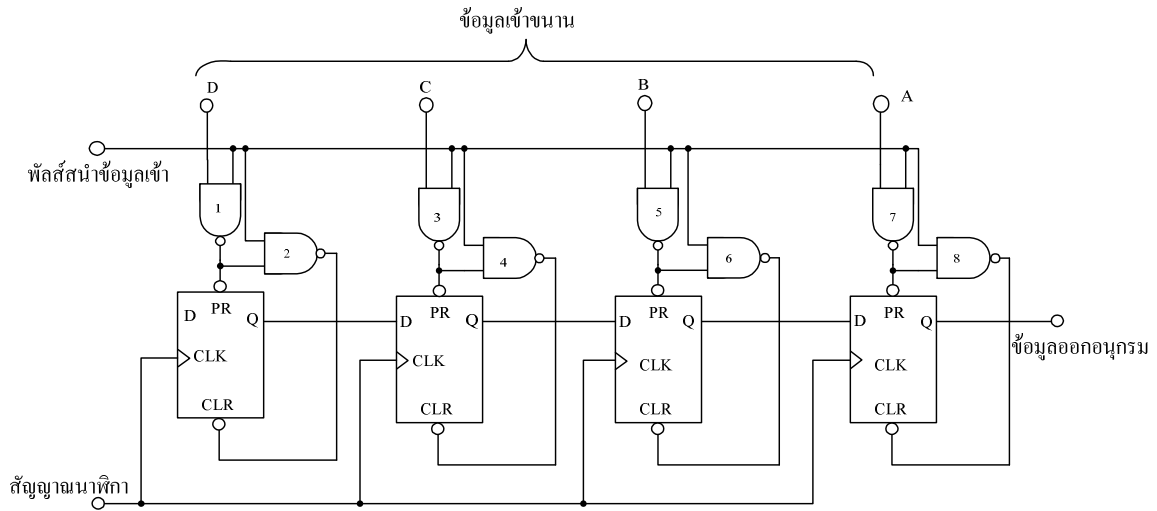 ข้อมูลเข้าขนาน
D
C
B
A
พัลส์สนำข้อมูลเข้า
1
3
5
7
2
4
6
8
D PR Q
D PR Q
D PR Q
D PR Q
CLK
CLK
CLK
CLK
ข้อมูลออกอนุกรม
CLR
CLR
CLR
CLR
สัญญาณนาฬิกา